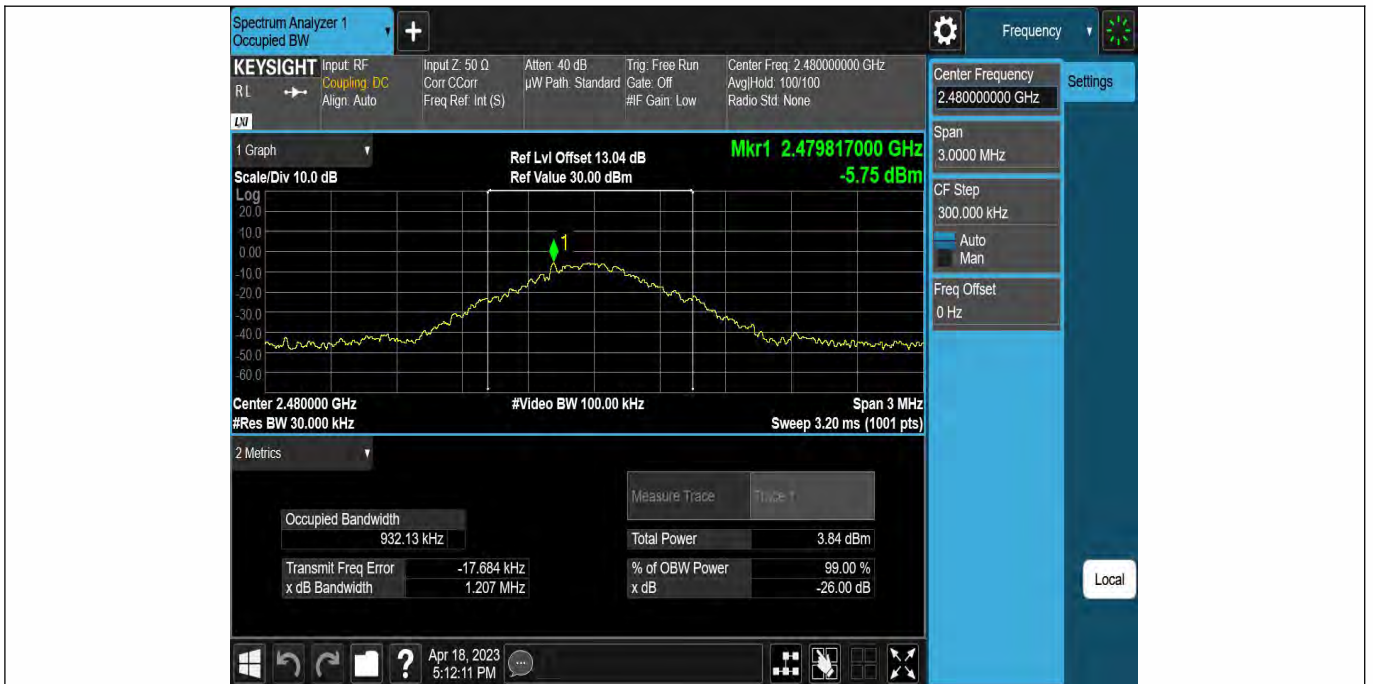 Spectrum Analyzer 1
Occupied BW
+
Frequency
KEYSIGHT
R L
LXI
Input: RF
Coupling: DC
Align: Auto
Input Z: 50 Ω
Corr CCorr
Freq Ref: Int (S)
Atten: 40 dB
µW Path: Standard
Trig: Free Run
Gate: Off
#IF Gain: Low
Center Freq: 2.480000000 GHz
Avg|Hold: 100/100
Radio Std: None
Center Frequency
2.480000000 GHz
Settings
Span
3.0000 MHz
CF Step
300.000 kHz
Auto
Man
Freq Offset
0 Hz
Local
1 Graph
Scale/Div 10.0 dB
Ref Lvl Offset 13.04 dB
Ref Value 30.00 dBm
Mkr1 2.479817000 GHz
-5.75 dBm
Log
20.0
10.0
0.00
-10.0
-20.0
-30.0
-40.0
-50.0
-60.0
1
Center 2.480000 GHz
#Video BW 100.00 kHz
Span 3 MHz
#Res BW 30.000 kHz
Sweep 3.20 ms (1001 pts)
2 Metrics
Measure Trace
Trace 1
Occupied Bandwidth
932.13 kHz
Total Power
3.84 dBm
Transmit Freq Error
-17.684 kHz
% of OBW Power
99.00 %
x dB Bandwidth
1.207 MHz
x dB
-26.00 dB
?
Apr 18, 2023
5:12:11 PM